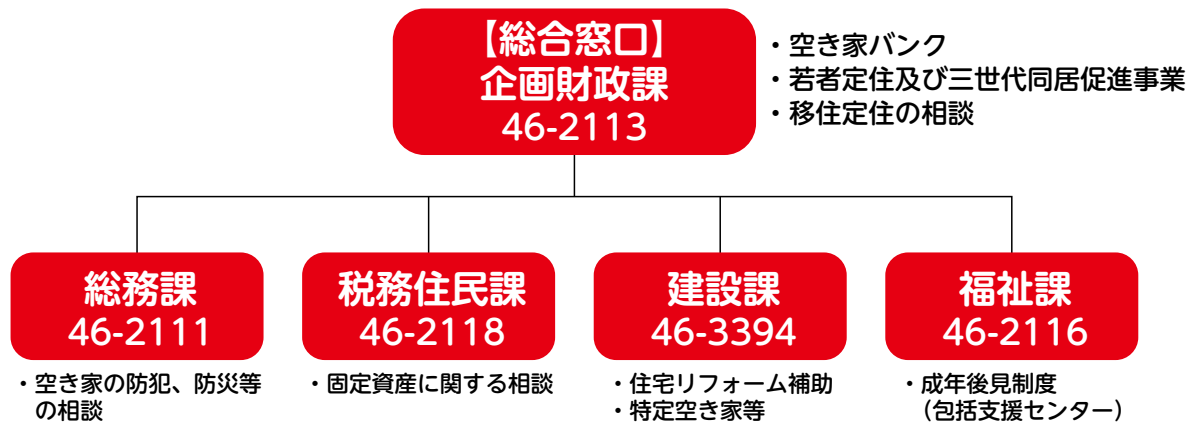 【総合窓口】
企画財政課
46-2113
・空き家バンク
・若者定住及び三世代同居促進事業
・移住定住の相談
総務課
46-2111
・空き家の防犯、防災等
の相談
税務住民課
46-2118
・固定資産に関する相談
建設課
46-3394
・住宅リフォーム補助
・特定空き家等
福祉課
46-2116
・成年後見制度
（包括支援センター）